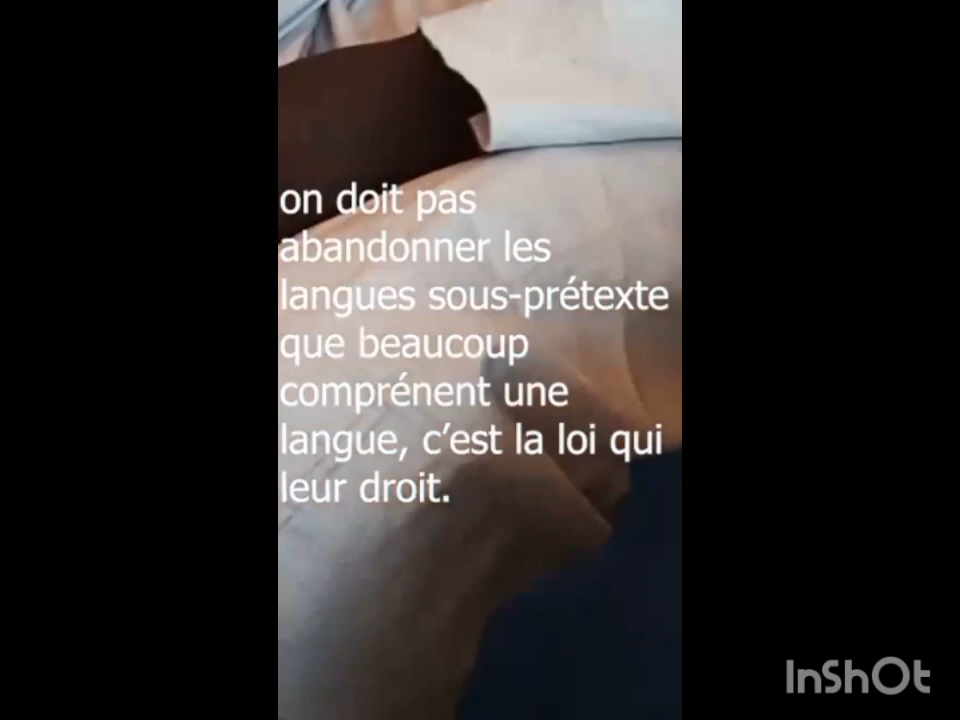 on doit pas
abandonner les
langues sous-prétexte
que beaucoup
comprénent une
langue, c’est la loi qui
leur droit.
InShOt